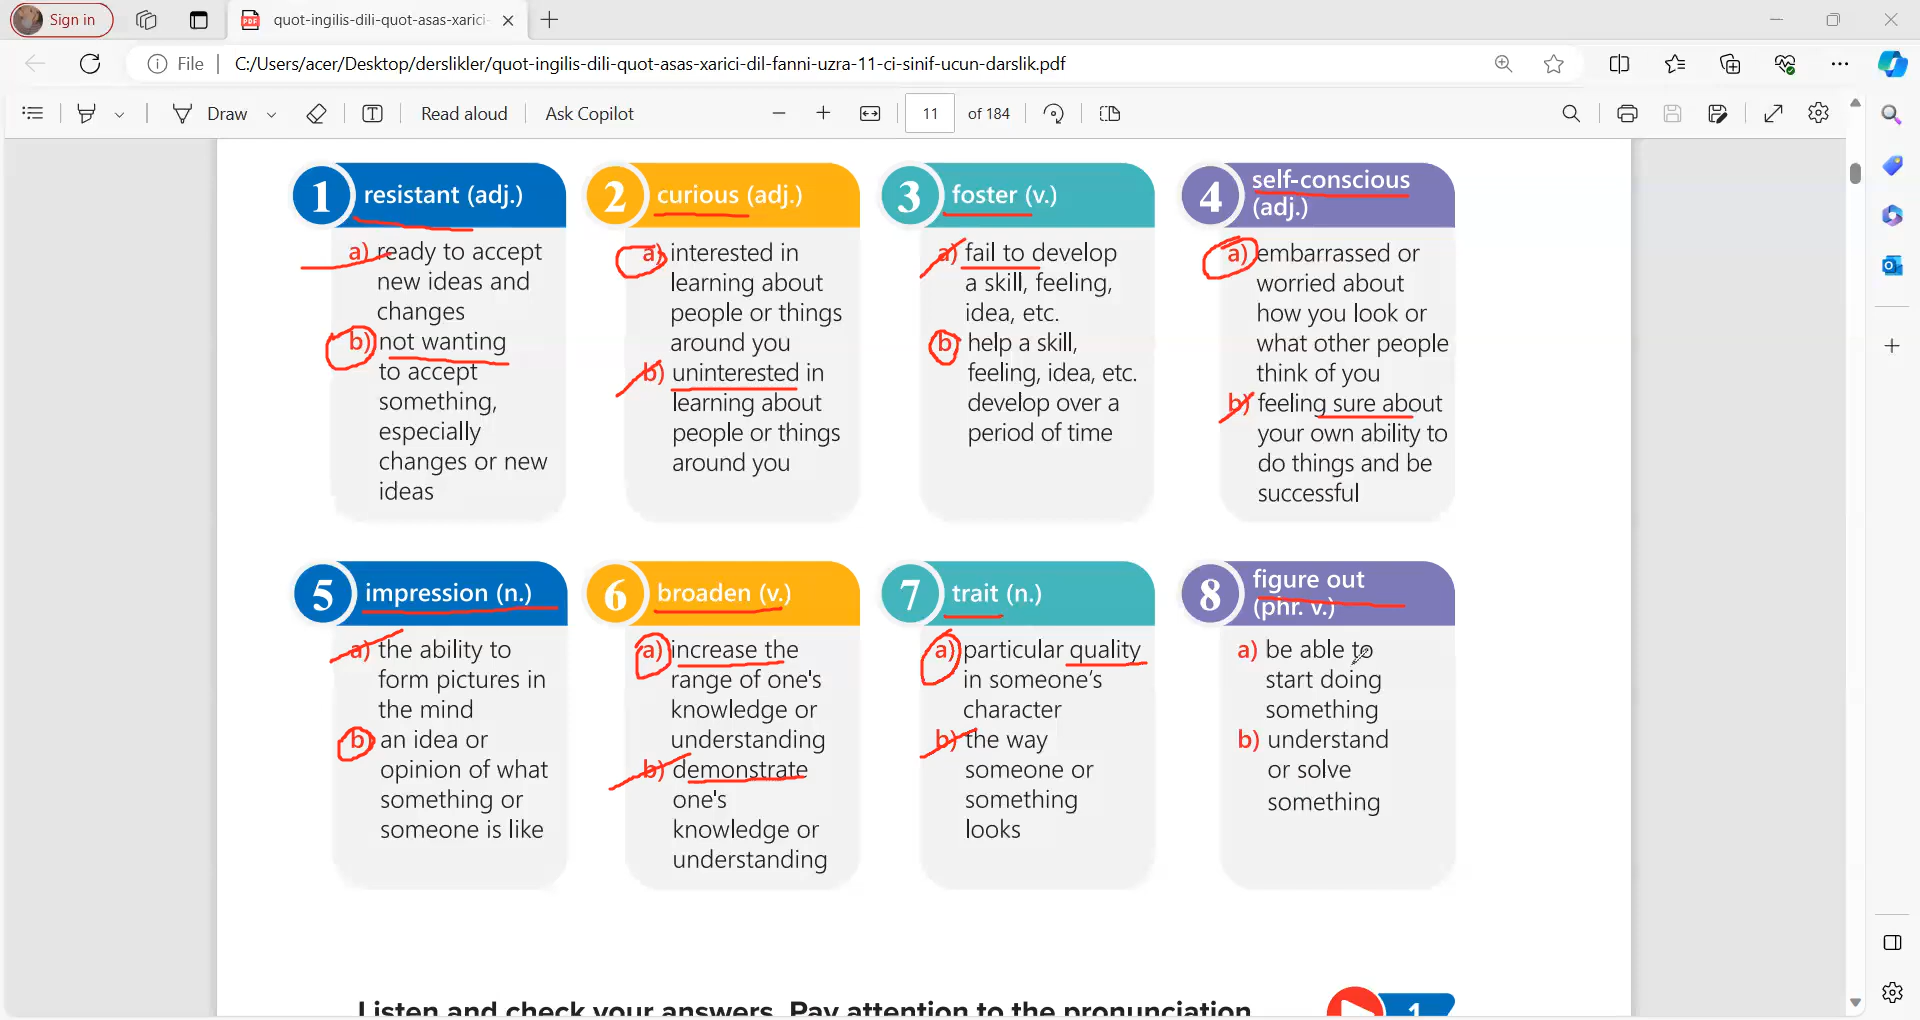 Sign in
quot-ingilis-dili-quot-asas-xarici-
File
C:/Users/acer/Desktop/derslikler/quot-ingilis-dili-quot-asas-xarici-dil-fanni-uzra-11-ci-sinif-ucun-darslik.pdf
Draw
Read aloud
Ask Copilot
11
of 184
1 resistant (adj.)
a) ready to accept
new ideas and
changes
b) not wanting
to accept
something,
especially
changes or new
ideas
2 curious (adj.)
a) interested in
learning about
people or things
around you
b) uninterested in
learning about
people or things
around you
3 foster (v.)
a) fail to develop
a skill, feeling,
idea, etc.
b) help a skill,
feeling, idea, etc.
develop over a
period of time
4 self-conscious
(adj.)
a) embarrassed or
worried about
how you look or
what other people
think of you
b) feeling sure about
your own ability to
do things and be
successful
5 impression (n.)
a) the ability to
form pictures in
the mind
b) an idea or
opinion of what
something or
someone is like
6 broaden (v.)
a) increase the
range of one's
knowledge or
understanding
b) demonstrate
one's
knowledge or
understanding
7 trait (n.)
a) particular quality
in someone’s
character
b) the way
someone or
something
looks
8 figure out
(phr. v.)
a) be able to
start doing
something
b) understand
or solve
something
Listen and check your answers. Pay attention to the pronunciation
1